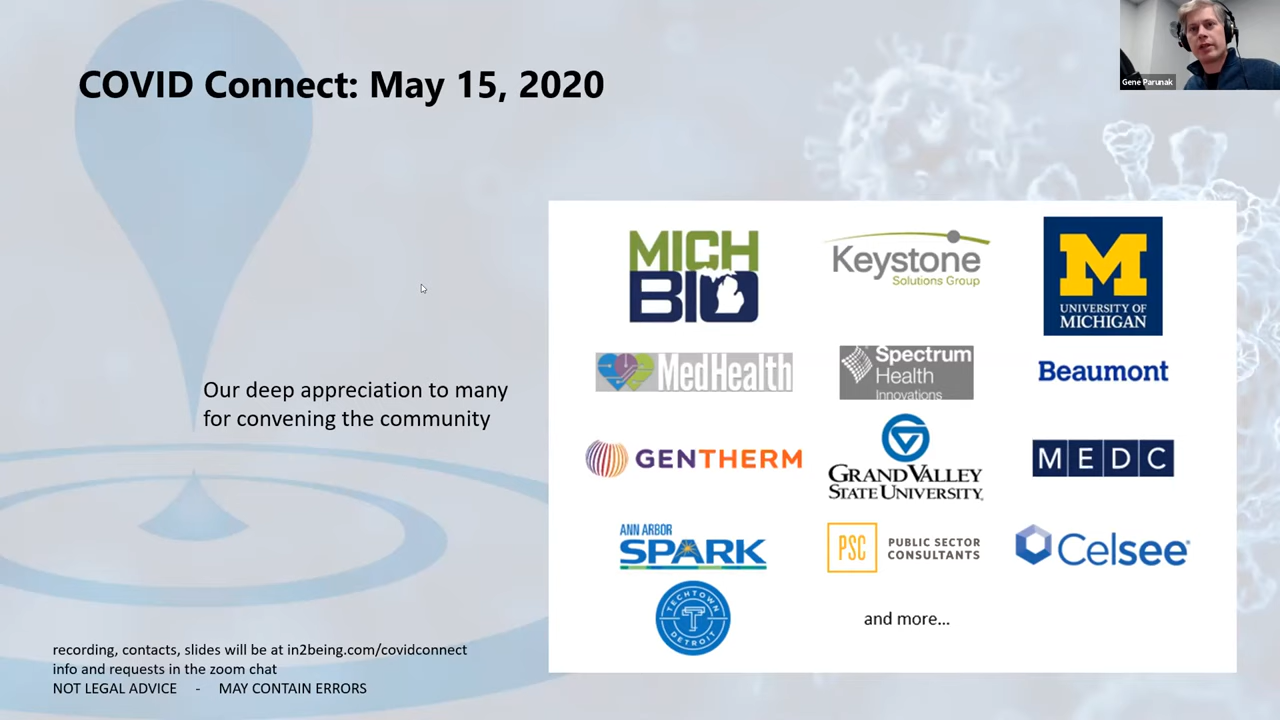 COVID Connect: May 15, 2020
Gene Parunak
MICH
BIO
Keystone
Solutions Group
M
UNIVERSITY OF
MICHIGAN
MedHealth
Spectrum
Health
Innovations
Beaumont
Our deep appreciation to many
for convening the community
GENTHERM
GRAND VALLEY
STATE UNIVERSITY.
MEDC
ANN ARBOR
SPARK
PSC
PUBLIC SECTOR
CONSULTANTS
Celsee
TECHTOWN
T
DETROIT
and more...
recording, contacts, slides will be at in2being.com/covidconnect
info and requests in the zoom chat
NOT LEGAL ADVICE - MAY CONTAIN ERRORS